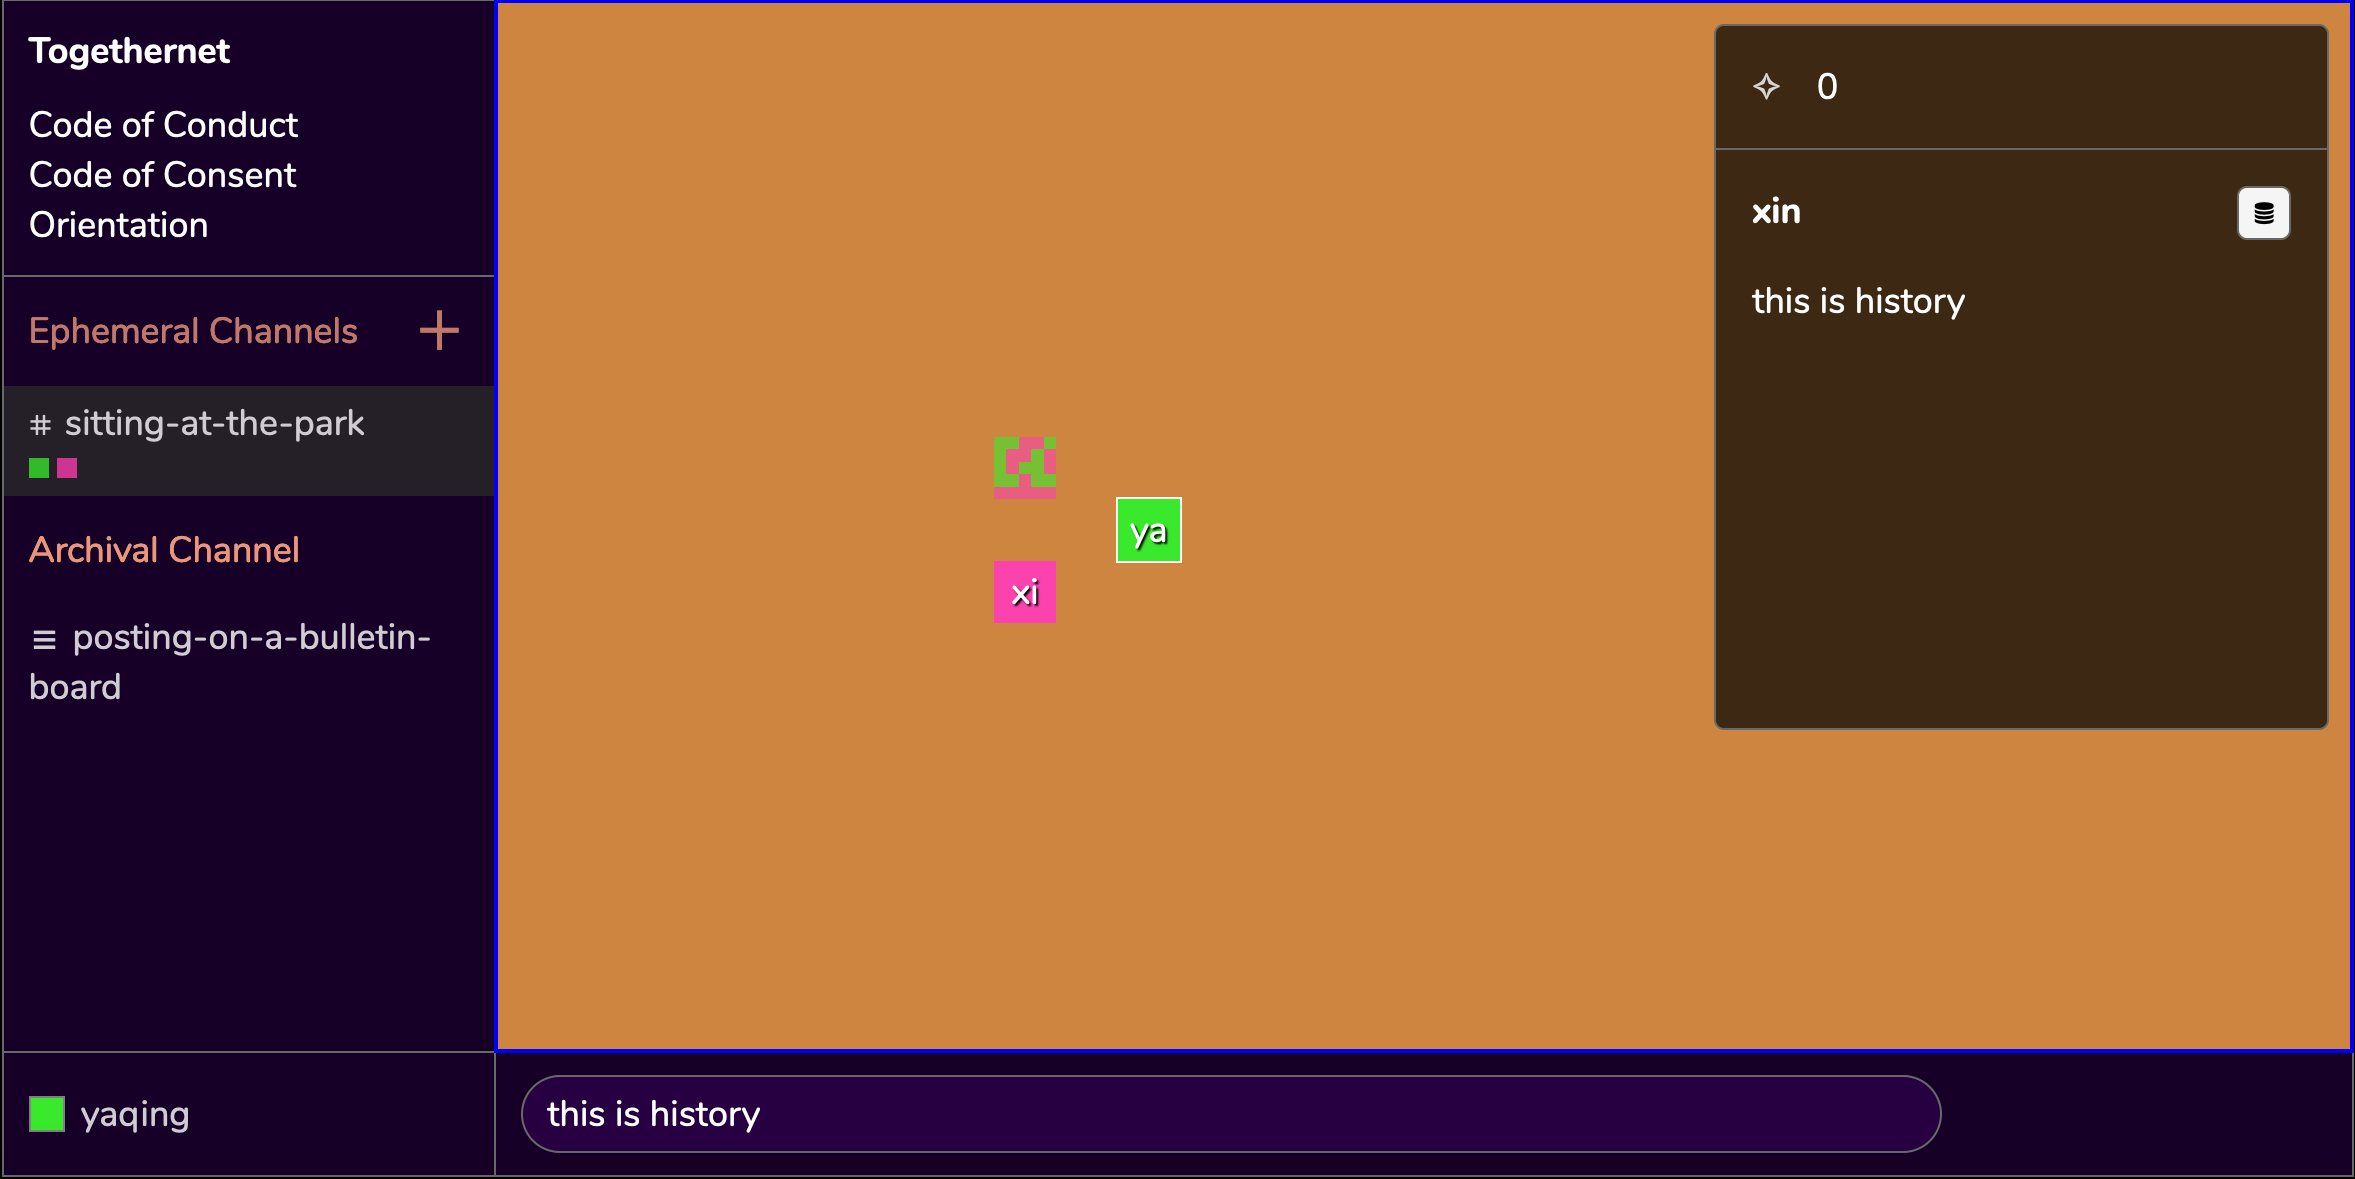 Togethernet
Code of Conduct
Code of Consent
Orientation
Ephemeral Channels
# sitting-at-the-park
Archival Channel
posting-on-a-bulletin-
board
yaqing
ya
xi
0
xin
this is history
this is history